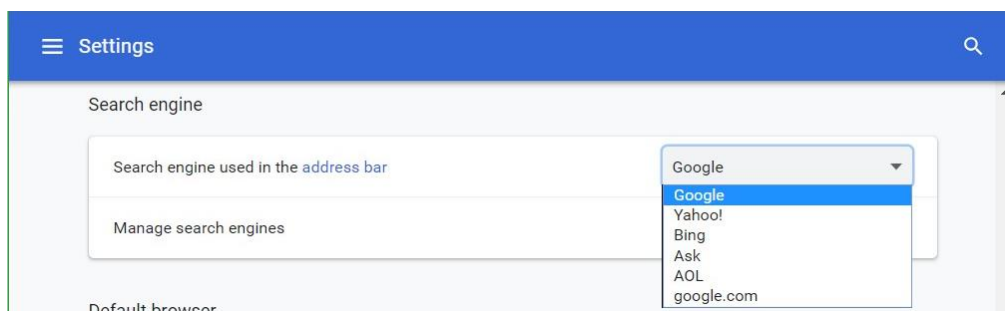 Settings
Search engine
Search engine used in the address bar
Google
Google
Yahoo!
Bing
Manage search engines
Ask
AOL
google.com
Default browser